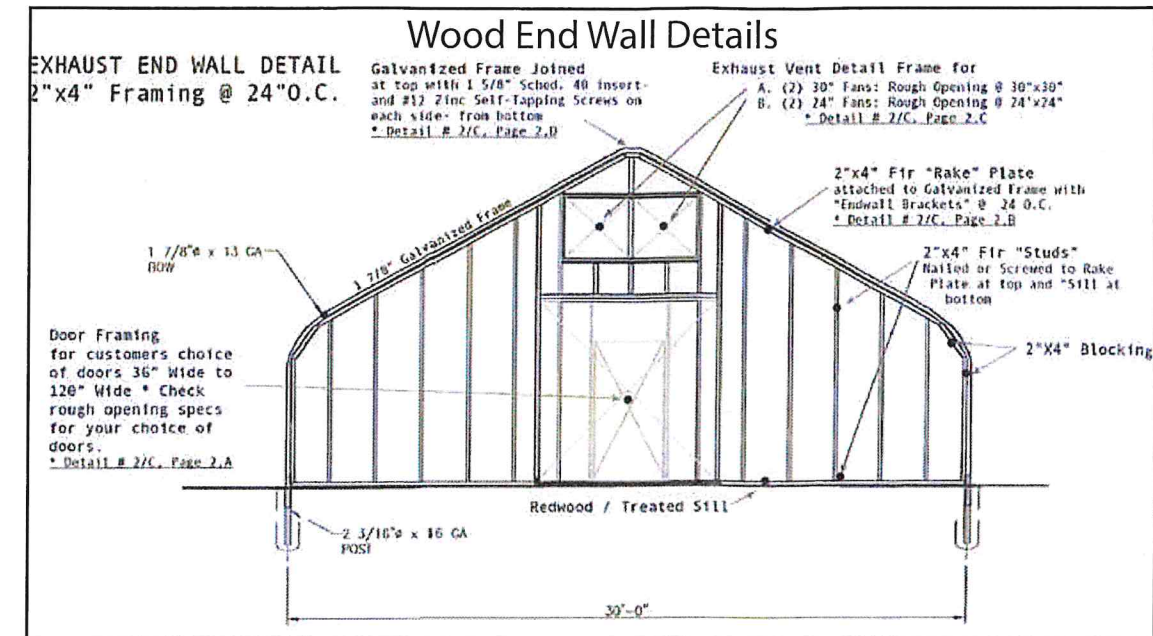 Wood End Wall Details
EXHAUST END WALL DETAIL
2"x4" Framing @ 24"O.C.
Galvanized Frame Joined
at top with 1 5/8" Sched. 40 insert-
and #12 Zinc Self-Tapping Screws on
each side- from bottom
* Detail # 2/C, Page 2.D
Exhaust Vent Detail Frame for
A. (2) 30" Fans: Rough Opening @ 30"x30"
B. (2) 24" Fans: Rough Opening @ 24'x24"
* Detail # 2/C, Page 2.C
2"x4" Fir "Rake" Plate
attached to Galvanized Frame with
"Endwall Brackets" @ 24 O.C.
* Detail # 2/C, Page 2.B
1 7/8"ø x 13 GA
BOW
1 7/8" Galvanized Frame
2"x4" Fir "Studs"
Nailed or Screwed to Rake
Plate at top and "Sill at
bottom
Door Framing
for customers choice
of doors 36" Wide to
120" Wide * Check
rough opening specs
for your choice of
doors.
* Detail # 2/C, Page 2.A
2"X4" Blocking
Redwood / Treated Sill
2 3/16"ø x 16 GA
POST
30'-0"